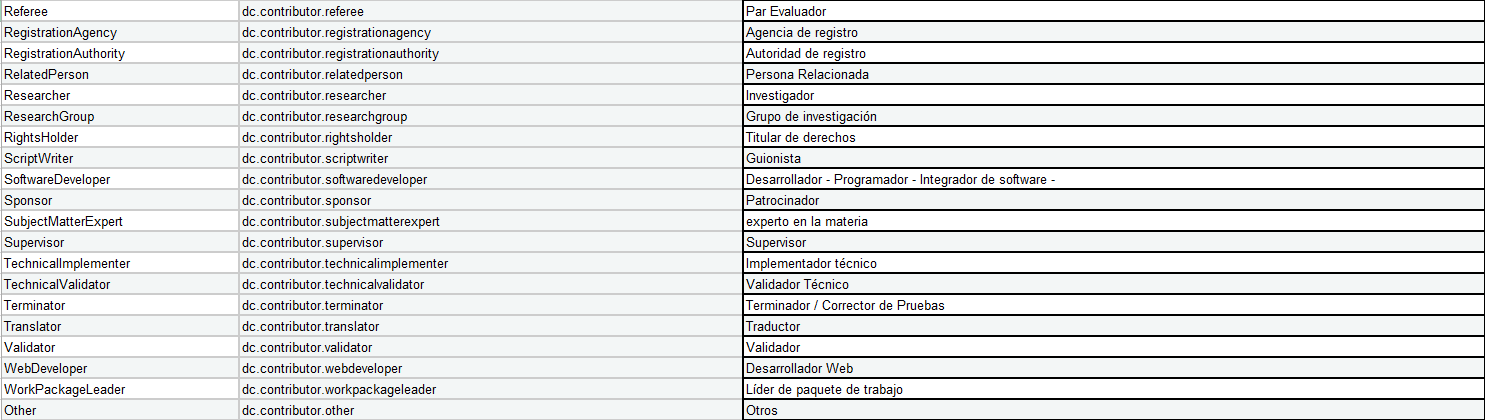 Referee dc.contributor.referee Par Evaluador
RegistrationAgency dc.contributor.registrationagency Agencia de registro
RegistrationAuthority dc.contributor.registrationauthority Autoridad de registro
RelatedPerson dc.contributor.relatedperson Persona Relacionada
Researcher dc.contributor.researcher Investigador
ResearchGroup dc.contributor.researchgroup Grupo de investigación
RightsHolder dc.contributor.rightsholder Titular de derechos
ScriptWriter dc.contributor.scriptwriter Guionista
SoftwareDeveloper dc.contributor.softwaredeveloper Desarrollador - Programador - Integrador de software -
Sponsor dc.contributor.sponsor Patrocinador
SubjectMatterExpert dc.contributor.subjectmatterexpert experto en la materia
Supervisor dc.contributor.supervisor Supervisor
TechnicalImplementer dc.contributor.technicalimplementer Implementador técnico
TechnicalValidator dc.contributor.technicalvalidator Validador Técnico
Terminator dc.contributor.terminator Terminador / Corrector de Pruebas
Translator dc.contributor.translator Traductor
Validator dc.contributor.validator Validador
WebDeveloper dc.contributor.webdeveloper Desarrollador Web
WorkPackageLeader dc.contributor.workpackageleader Líder de paquete de trabajo
Other dc.contributor.other Otros